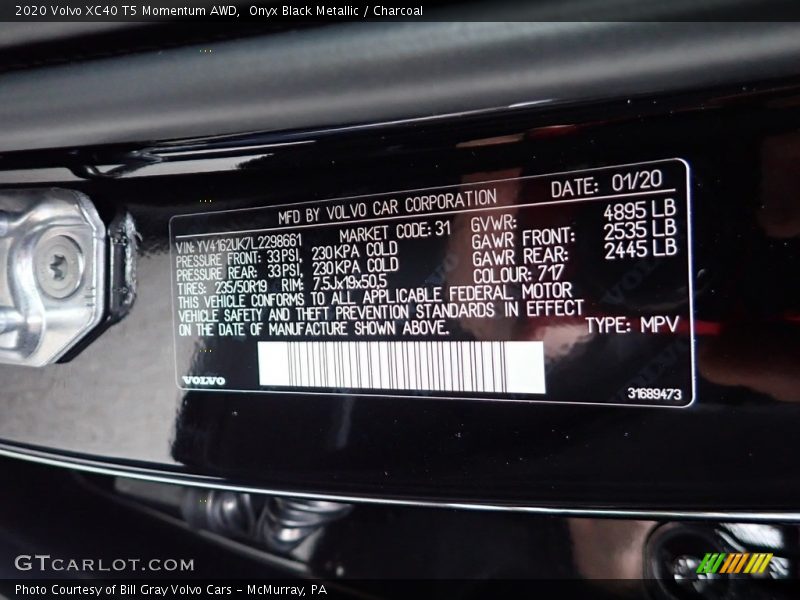 2020 Volvo XC40 T5 Momentum AWD,  Onyx Black Metallic / Charcoal
MFD BY VOLVO CAR CORPORATION DATE: 01/20
VIN: YV4162UK7L2298661 MARKET CODE: 31 GVWR: 4895 LB
PRESSURE FRONT: 33PSI, 230KPA COLD GAWR FRONT: 2535 LB
PRESSURE REAR: 33PSI, 230KPA COLD GAWR REAR: 2445 LB
TIRES: 235/50R19 RIM: 7.5Jx19x50,5 COLOUR: 717
THIS VEHICLE CONFORMS TO ALL APPLICABLE FEDERAL MOTOR
VEHICLE SAFETY AND THEFT PREVENTION STANDARDS IN EFFECT
ON THE DATE OF MANUFACTURE SHOWN ABOVE. TYPE: MPV
VOLVO 31689473
GTCARLOT.COM
Photo Courtesy of Bill Gray Volvo Cars - McMurray, PA